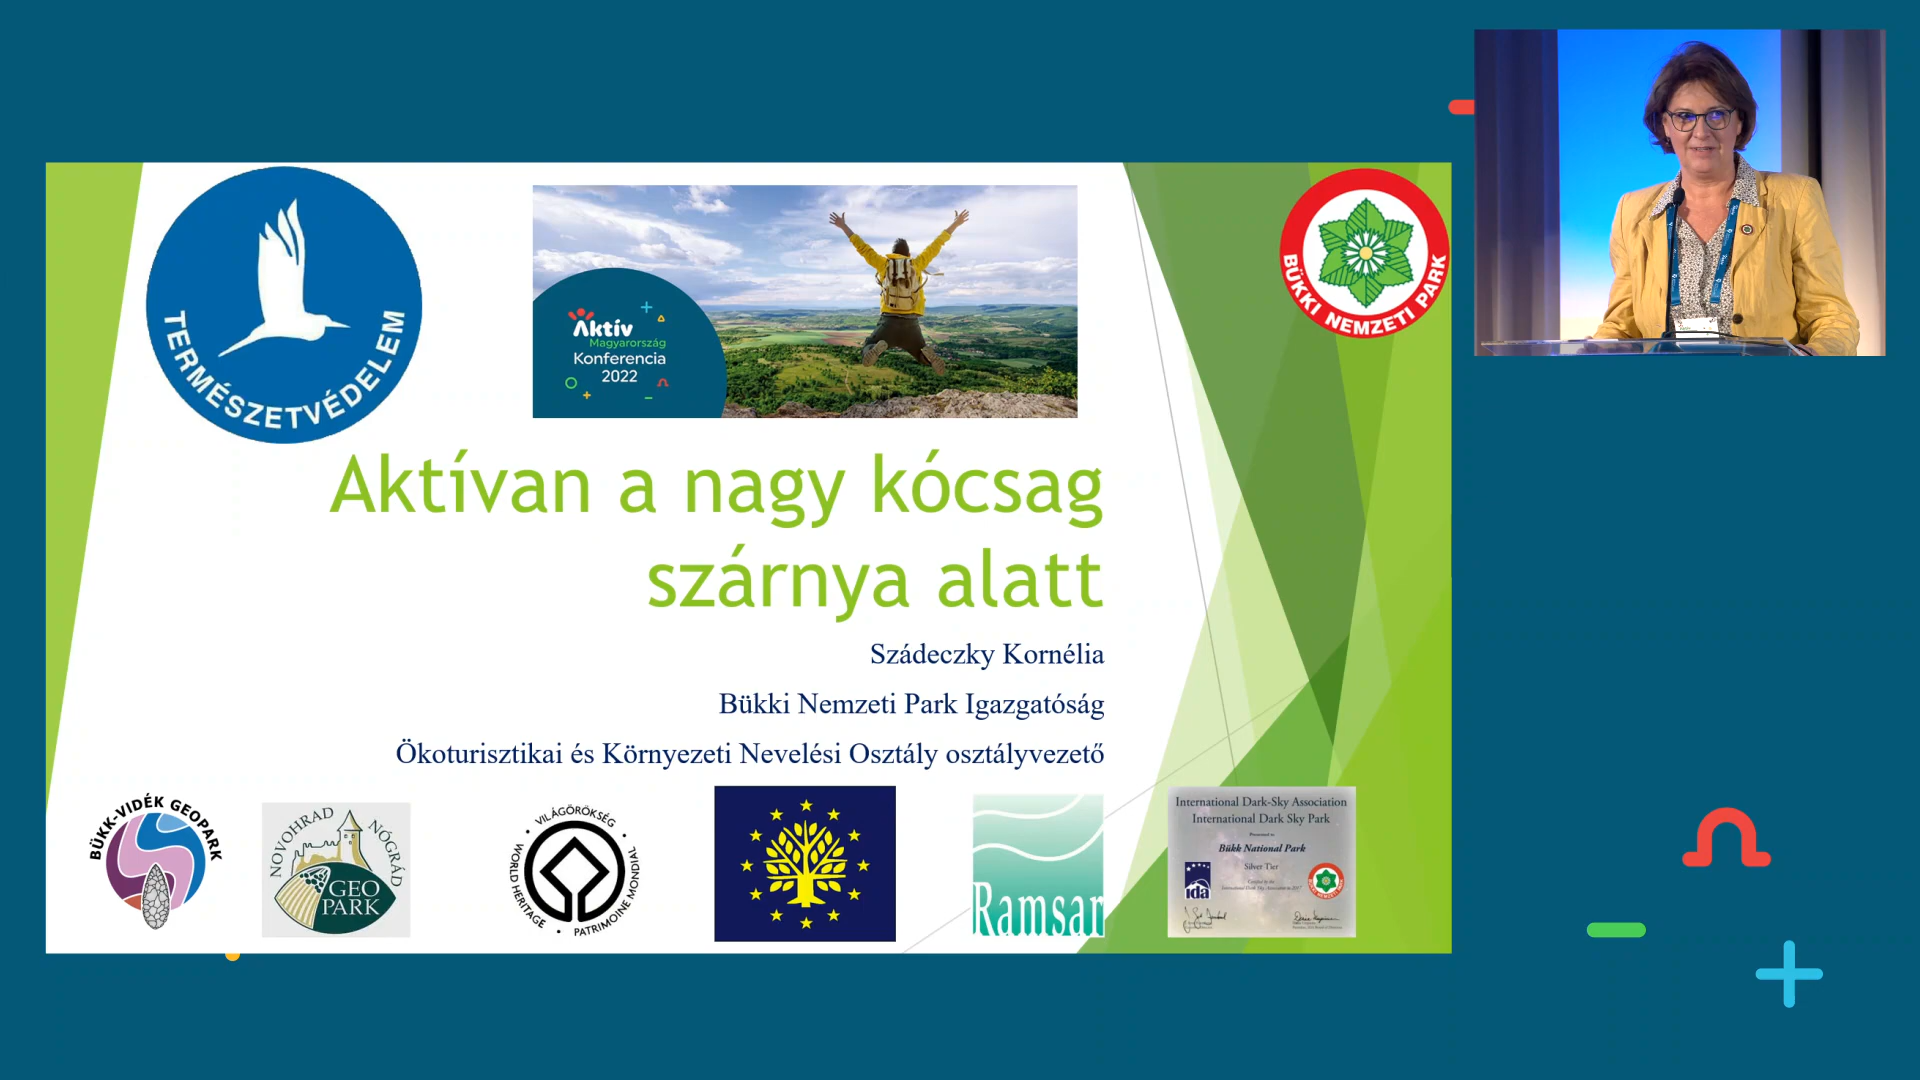 TERMÉSZETVÉDELEM
Aktív
Magyarország
Konferencia
2022
BÜKKI NEMZETI PARK
Aktívan a nagy kócsag
szárnya alatt
Szádeczky Kornélia
Bükki Nemzeti Park Igazgatóság
Ökoturisztikai és Környezeti Nevelési Osztály osztályvezető
BÜKK-VIDÉK GEOPARK
NOVOHRAD NÓGRÁD
GEO
PARK
VILÁGÖRÖKSÉG
WORLD HERITAGE
PATRIMOINE MONDIAL
Ramsar
International Dark-Sky Association
International Dark Sky Park
Presented to
Bükk National Park
Silver Tier
ida